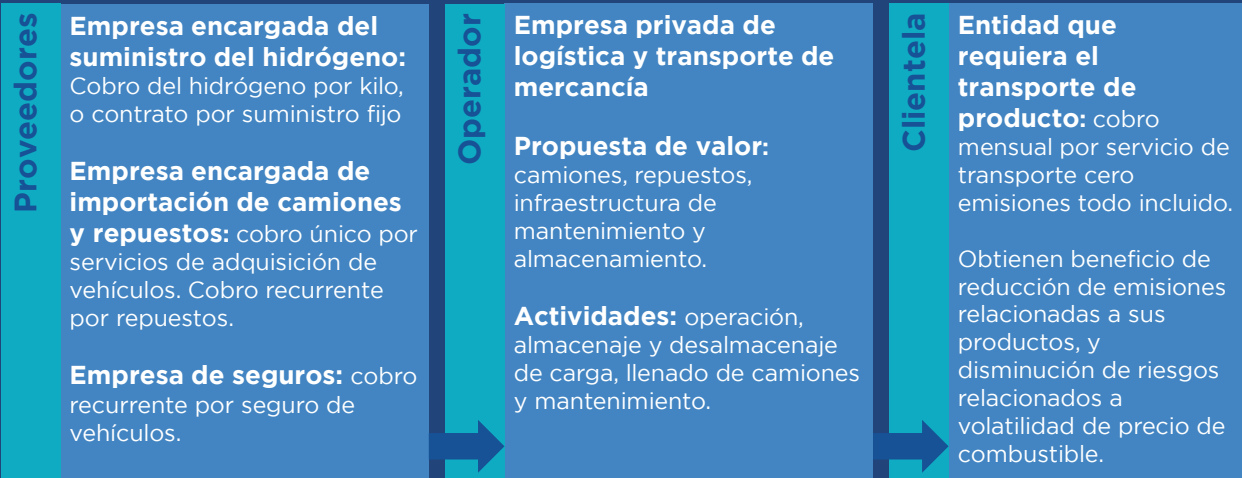 Proveedores
Empresa encargada del
suministro del hidrógeno:
Cobro del hidrógeno por kilo,
o contrato por suministro fijo
Empresa encargada de
importación de camiones
y repuestos: cobro único por
servicios de adquisición de
vehículos. Cobro recurrente
por repuestos.
Empresa de seguros: cobro
recurrente por seguro de
vehículos.
Operador
Empresa privada de
logística y transporte de
mercancía
Propuesta de valor:
camiones, repuestos,
infraestructura de
mantenimiento y
almacenamiento.
Actividades: operación,
almacenaje y desalmacenaje
de carga, llenado de camiones
y mantenimiento.
Clientela
Entidad que
requiera el
transporte de
producto: cobro
mensual por servicio de
transporte cero
emisiones todo incluido.
Obtienen beneficio de
reducción de emisiones
relacionadas a sus
productos, y
disminución de riesgos
relacionados a
volatilidad de precio de
combustible.